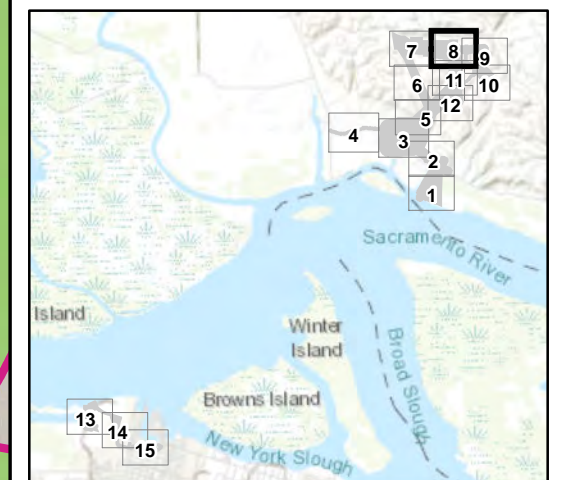 7 8 9
6 11 10
12
5
4 3
2
1
Sacramento River
Island
Winter
Island
Broad Slough
Browns Island
13
14
15
New York Slough